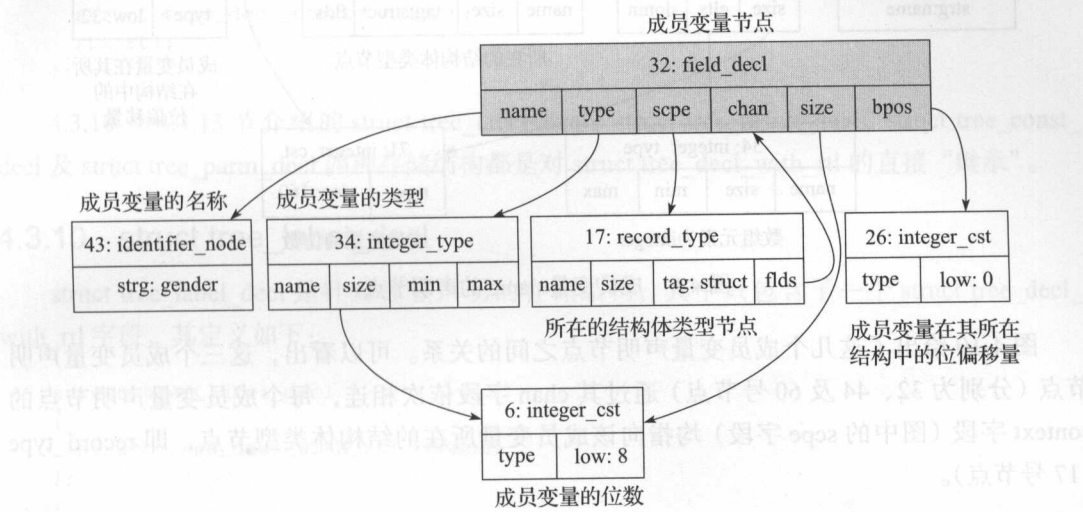 成员变量节点
32: field_decl
name type scpe chan size bpos
成员变量的名称
43: identifier_node
strg: gender
成员变量的类型
34: integer_type
name size min max
17: record_type
name size tag: struct flds
所在的结构体类型节点
26: integer_cst
type low: 0
成员变量在其所在
结构中的位偏移量
6: integer_cst
type low: 8
成员变量的位数